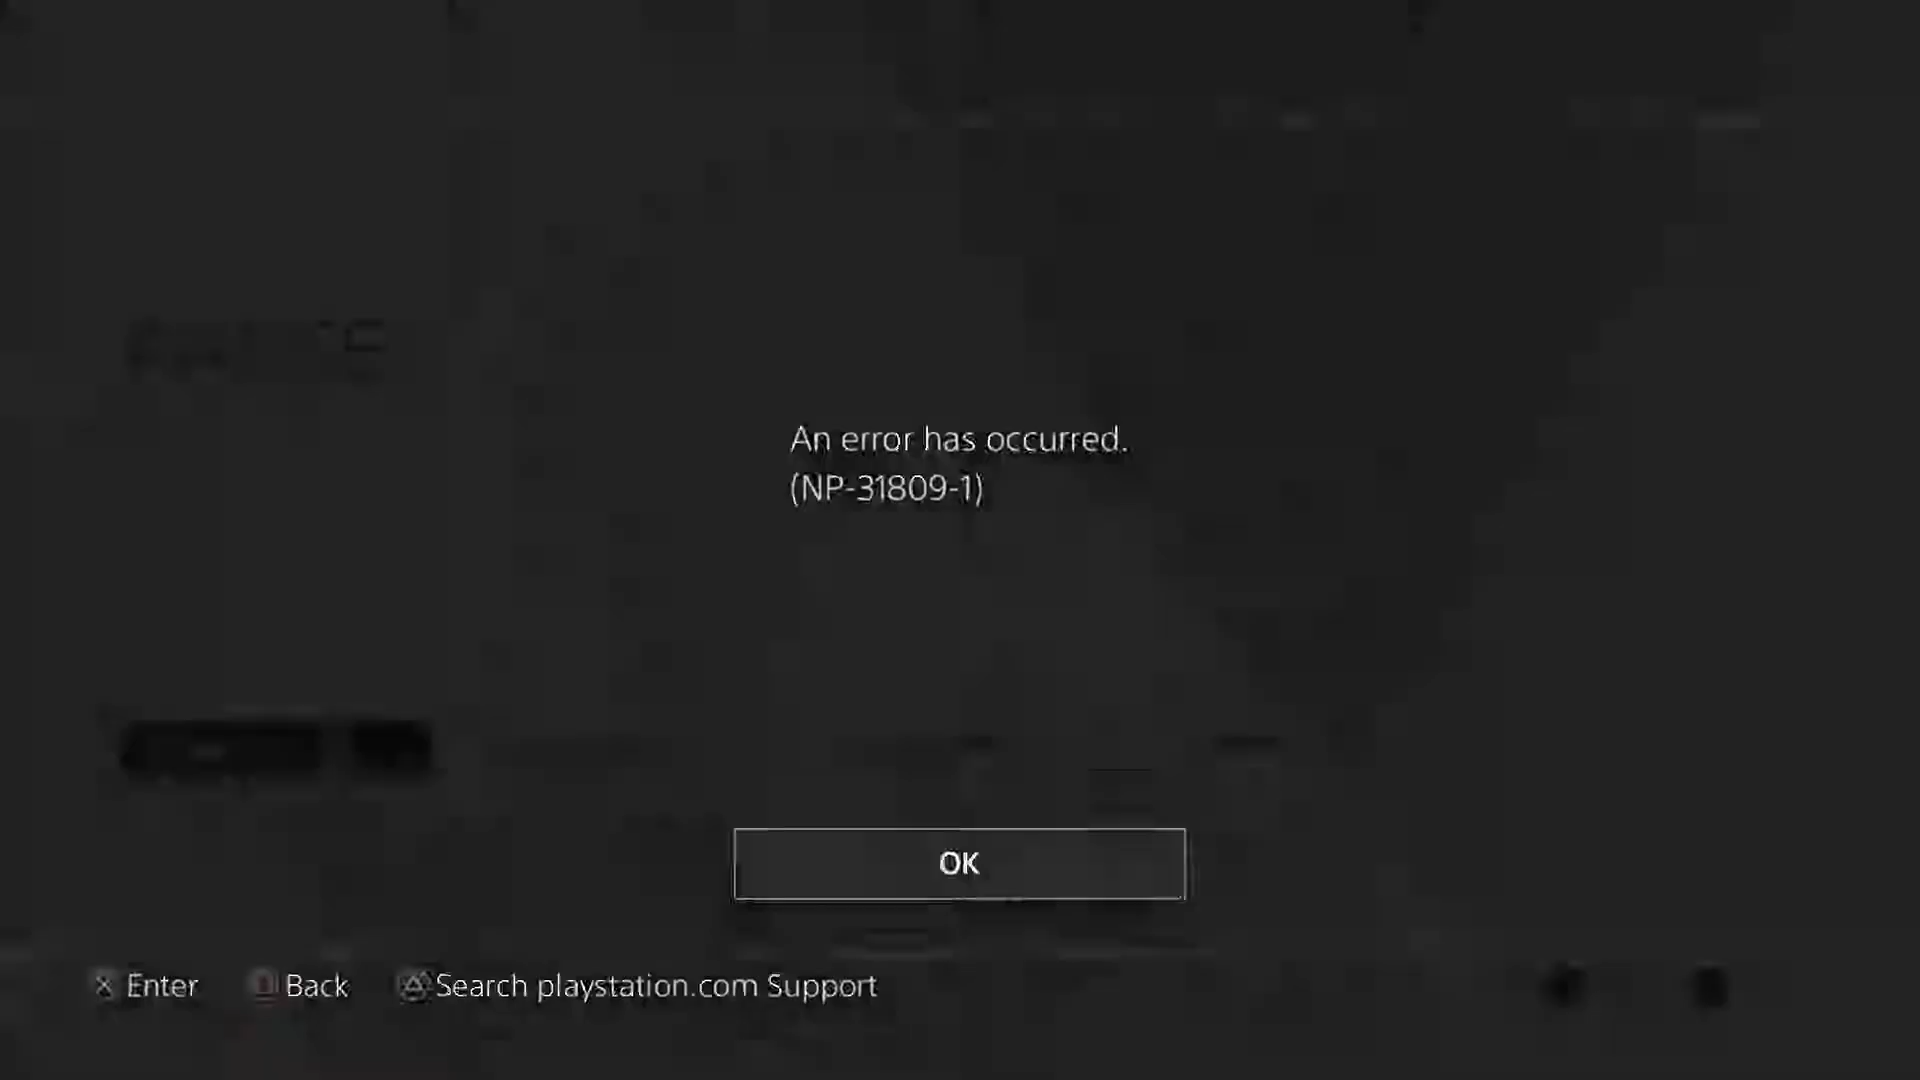 An error has occurred.
(NP-31809-1)
OK
Enter
Back
Search playstation.com Support